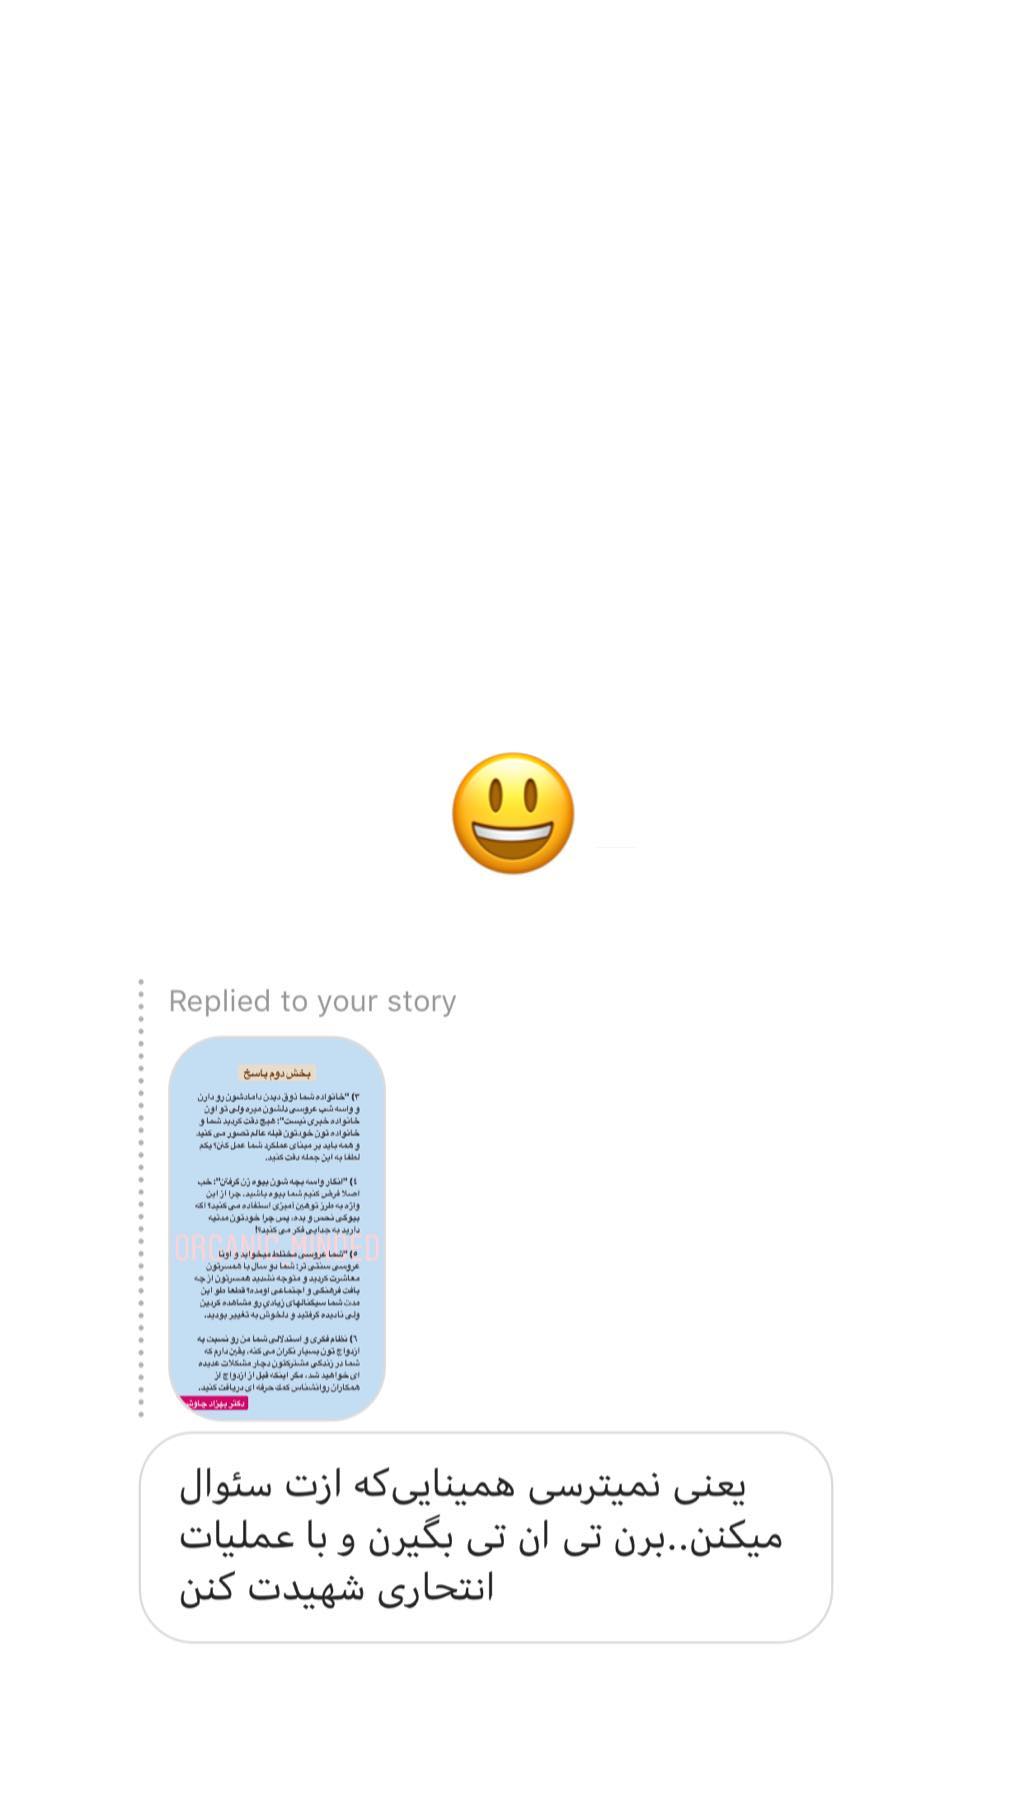 Replied to your story
بخش دوم پاسخ
۳) "خانواده شما ذوق دیدن دامادشون رو دارن
و واسه شب عروسی دلشون میره ولی تو اون
خانواده خبری نیست": هیچ دقت کردید شما و
خانواده تون خودتون قبله عالم تصور می کنید
و همه باید بر مبنای عملکرد شما عمل کنن؟ یکم
لطفا به این جمله دقت کنید.
٤) "انگار واسه بچه شون بیوه زن گرفتن": خب
اصلا فرض کنیم شما بیوه باشید. چرا از این
واژه به طرز توهین آمیزی استفاده می کنید؟ اگه
بیوگی نحس و بده، پس چرا خودتون مدتیه
دارید به جدایی فکر می کنید؟!
ORGANIC MINDED
٥) "شما عروسی مختلط میخواید و اونا
عروسی سنتی تر: شما دو سال با همسرتون
معاشرت کردید و متوجه نشدید همسرتون از چه
بافت فرهنگی و اجتماعی اومده؟ قطعا طو این
مدت شما سیگنالهای زیادی رو مشاهده کردین
ولی نادیده گرفتید و دلخوش به تغییر بودید.
٦) نظام فکری و استدلالی شما من رو نسبت به
ازدواج تون بسیار نگران می کنه. یقین دارم که
شما در زندگی مشترکتون دچار مشکلات عدیده
ای خواهید شد، مگر اینکه قبل از ازدواج از
همکاران روانشناس کمک حرفه ای دریافت کنید.
دکتر بهزاد چاوش
یعنی نمیترسی همینایی‌که ازت سئوال
میکنن..برن تی ان تی بگیرن و با عملیات
انتحاری شهیدت کنن